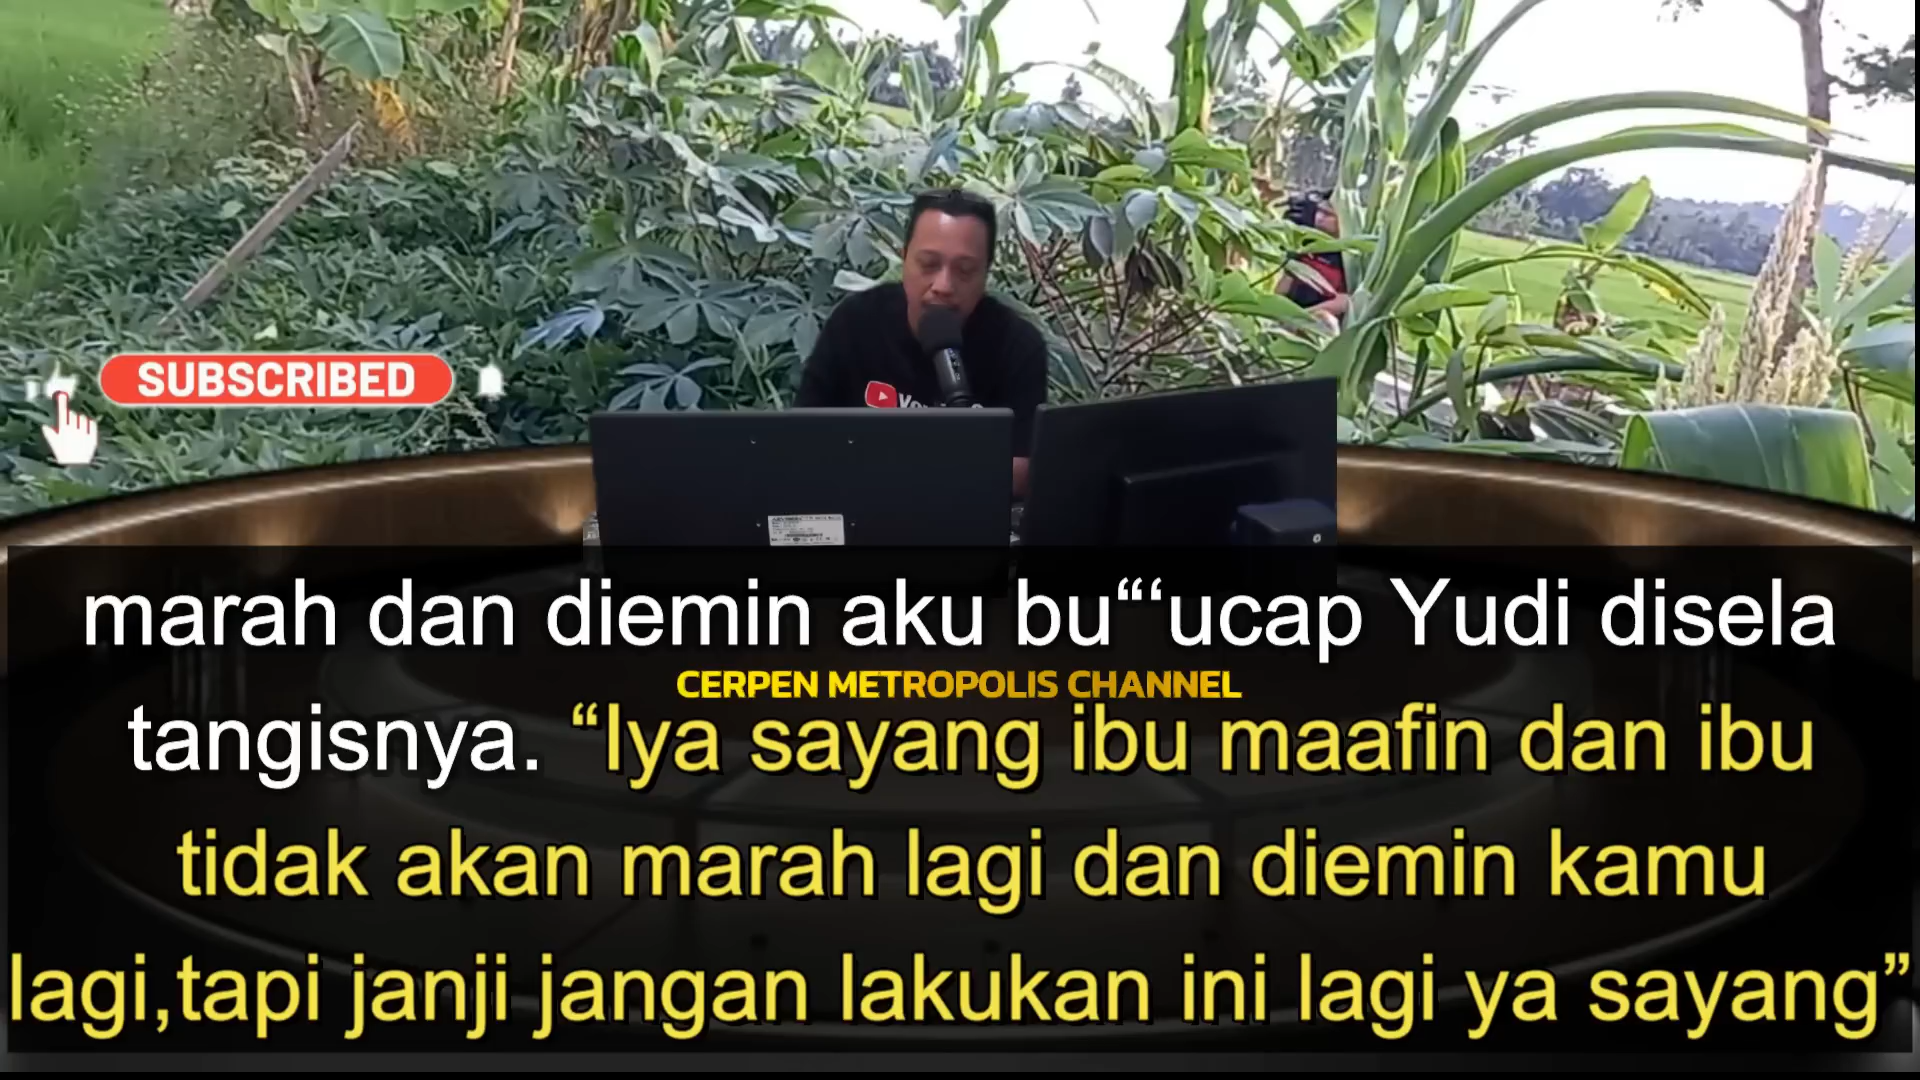 SUBSCRIBED
marah dan diemin aku bu“‘ucap Yudi disela
CERPEN METROPOLIS CHANNEL
tangisnya. “Iya sayang ibu maafin dan ibu
tidak akan marah lagi dan diemin kamu
lagi,tapi janji jangan lakukan ini lagi ya sayang”